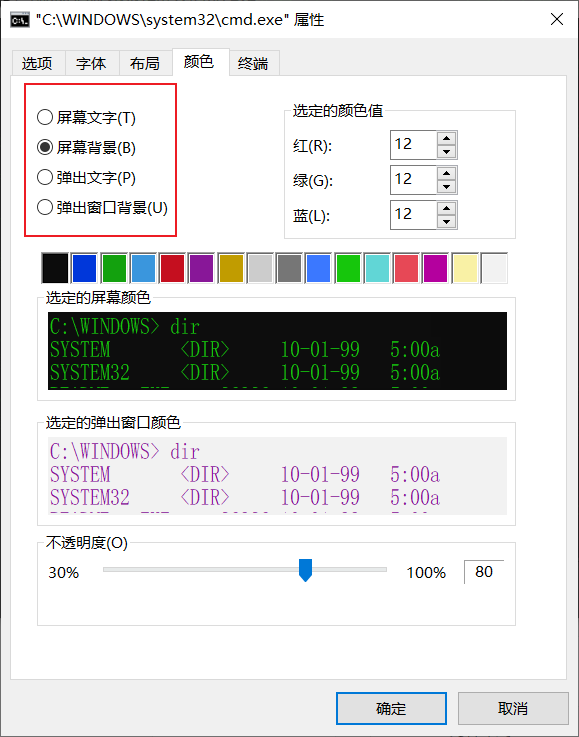 "C:\WINDOWS\system32\cmd.exe" 属性
选项 字体 布局 颜色 终端
屏幕文字(T)
屏幕背景(B)
弹出文字(P)
弹出窗口背景(U)
选定的颜色值
红(R): 12
绿(G): 12
蓝(L): 12
选定的屏幕颜色
C:\WINDOWS> dir
SYSTEM <DIR> 10-01-99 5:00a
SYSTEM32 <DIR> 10-01-99 5:00a
选定的弹出窗口颜色
C:\WINDOWS> dir
SYSTEM <DIR> 10-01-99 5:00a
SYSTEM32 <DIR> 10-01-99 5:00a
不透明度(O)
30% 100% 80
确定 取消